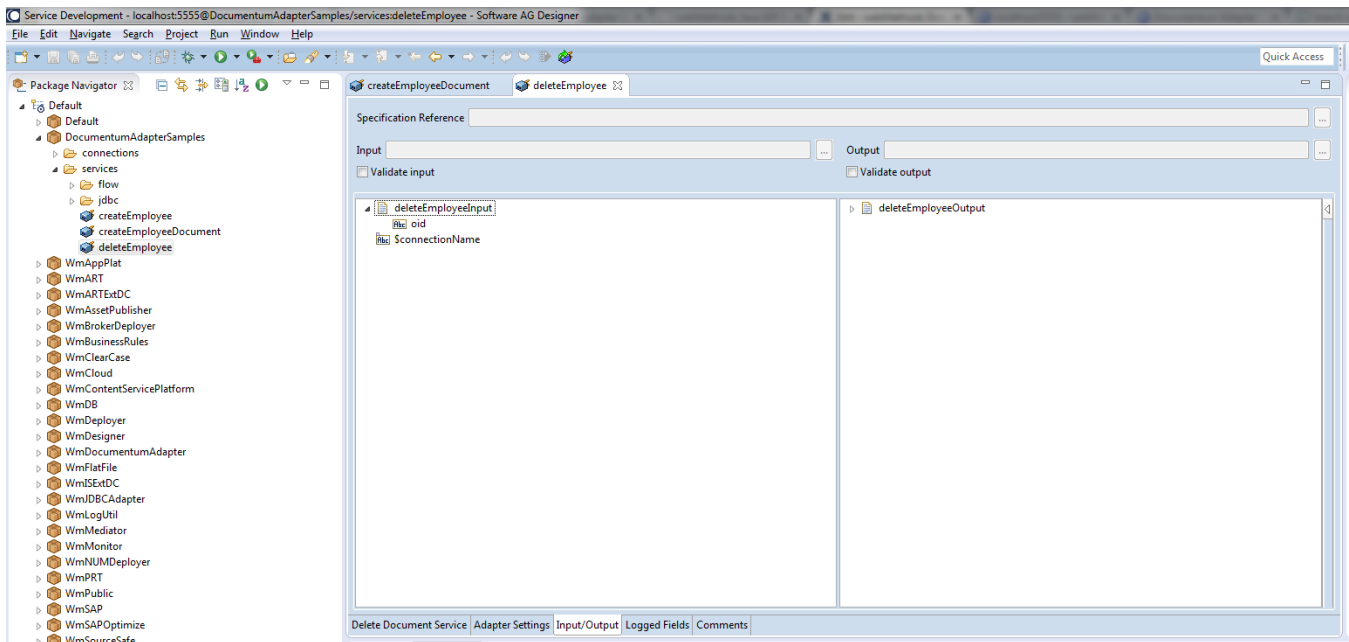 Service Development - localhost:5555@DocumentumAdapterSamples/services:deleteEmployee - Software AG Designer
File Edit Navigate Search Project Run Window Help
Quick Access
Package Navigator
Default
Default
DocumentumAdapterSamples
connections
services
flow
jdbc
createEmployee
createEmployeeDocument
deleteEmployee
WmAppPlat
WmART
WmARTExtDC
WmAssetPublisher
WmBrokerDeployer
WmBusinessRules
WmClearCase
WmCloud
WmContentServicePlatform
WmDB
WmDeployer
WmDesigner
WmDocumentumAdapter
WmFlatFile
WmISExtDC
WmJDBCAdapter
WmLogUtil
WmMediator
WmMonitor
WmNUMDeployer
WmPRT
WmPublic
WmSAP
WmSAPOptimize
WmSourceSafe
createEmployeeDocument deleteEmployee
Specification Reference ...
Input ... Output ...
Validate input Validate output
deleteEmployeeInput deleteEmployeeOutput
Abc oid
Abc $connectionName
Delete Document Service Adapter Settings Input/Output Logged Fields Comments